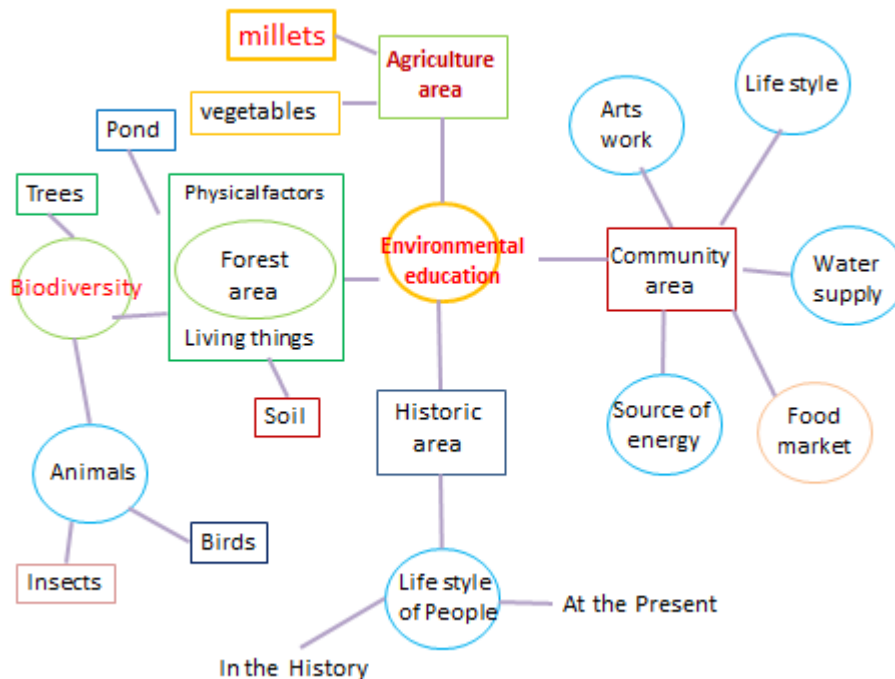 millets
Agriculture
area
vegetables
Pond
Arts
work
Life style
Trees
Physical factors
Forest
area
Living things
Biodiversity
Environmental
education
Community
area
Water
supply
Soil
Historic
area
Source of
energy
Food
market
Animals
Birds
Insects
Life style
of People
At the Present
In the History